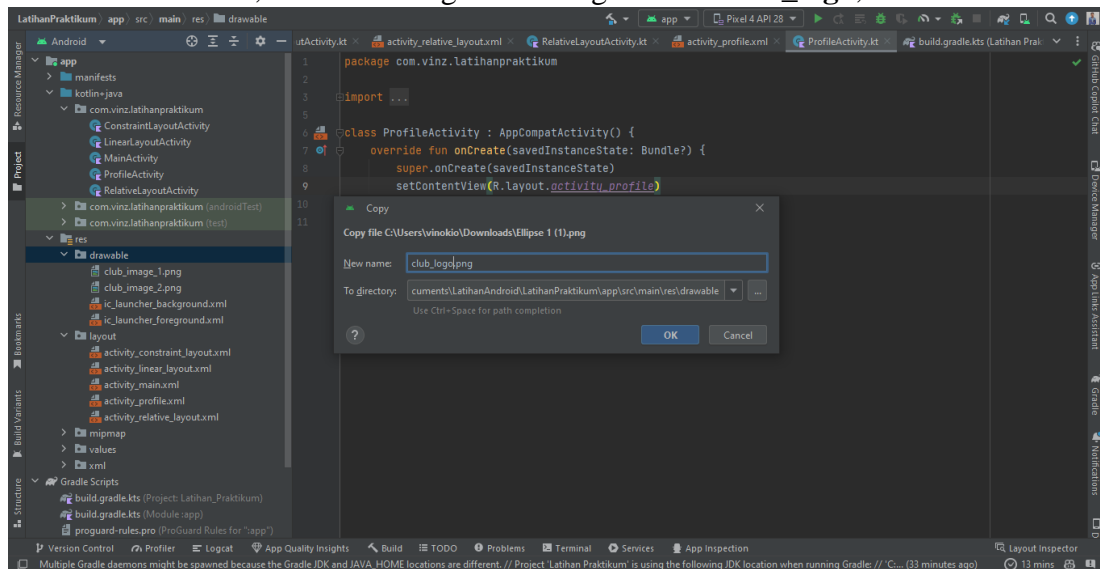 LatihanPraktikum app src main res drawable
app Pixel 4 API 28
Android
utActivity.kt activity_relative_layout.xml RelativeLayoutActivity.kt activity_profile.xml ProfileActivity.kt build.gradle.kts (Latihan Prak
app
manifests
kotlin+java
com.vinz.latihanpraktikum
ConstraintLayoutActivity
LinearLayoutActivity
MainActivity
ProfileActivity
RelativeLayoutActivity
com.vinz.latihanpraktikum (androidTest)
com.vinz.latihanpraktikum (test)
res
drawable
club_image_1.png
club_image_2.png
ic_launcher_background.xml
ic_launcher_foreground.xml
layout
activity_constraint_layout.xml
activity_linear_layout.xml
activity_main.xml
activity_profile.xml
activity_relative_layout.xml
mipmap
values
xml
Gradle Scripts
build.gradle.kts (Project: Latihan_Praktikum)
build.gradle.kts (Module :app)
proguard-rules.pro (ProGuard Rules for ":app")
1 package com.vinz.latihanpraktikum
2
3 import ...
5
6 class ProfileActivity : AppCompatActivity() {
7 override fun onCreate(savedInstanceState: Bundle?) {
8 super.onCreate(savedInstanceState)
9 setContentView(R.layout.activity_profile)
10
11
Copy
Copy file C:\Users\vinokio\Downloads\Ellipse 1 (1).png
New name: club_logo.png
To directory: cuments\LatihanAndroid\LatihanPraktikum\app\src\main\res\drawable
Use Ctrl+Space for path completion
? OK Cancel
Resource Manager
Project
Bookmarks
Build Variants
Structure
GitHub Copilot Chat
Device Manager
App Links Assistant
Gradle
Notifications
Version Control Profiler Logcat App Quality Insights Build TODO Problems Terminal Services App Inspection Layout Inspector
Multiple Gradle daemons might be spawned because the Gradle JDK and JAVA_HOME locations are different. // Project 'Latihan Praktikum' is using the following JDK location when running Gradle: // 'C:... (33 minutes ago) 13 mins